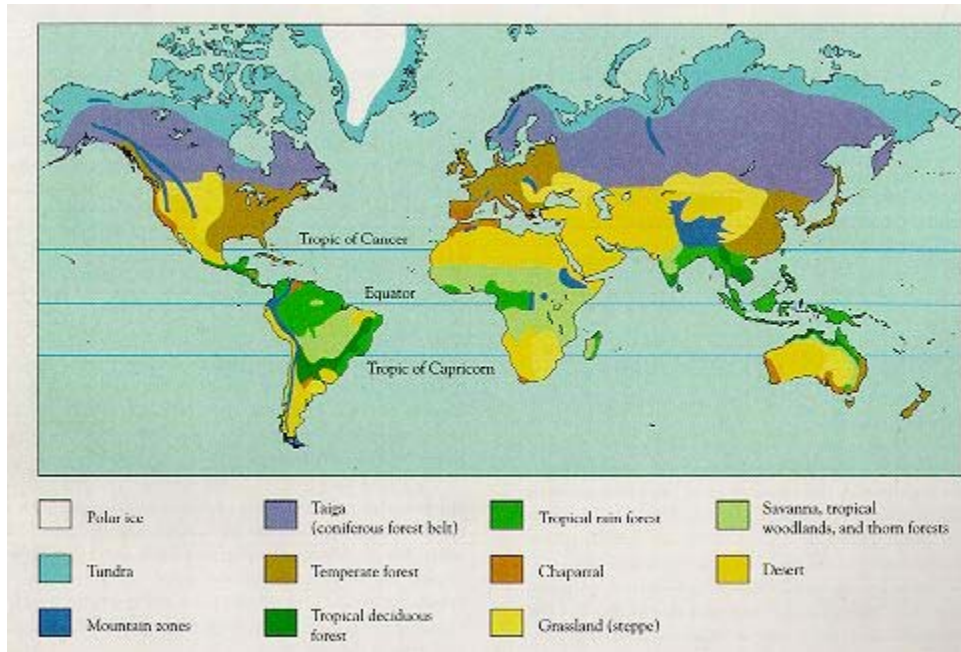 Tropic of Cancer
Equator
Tropic of Capricorn
Polar ice
Taiga
(coniferous forest belt)
Tropical rain forest
Savanna, tropical
woodlands, and thorn forests
Tundra
Temperate forest
Chaparral
Desert
Mountain zones
Tropical deciduous
forest
Grassland (steppe)